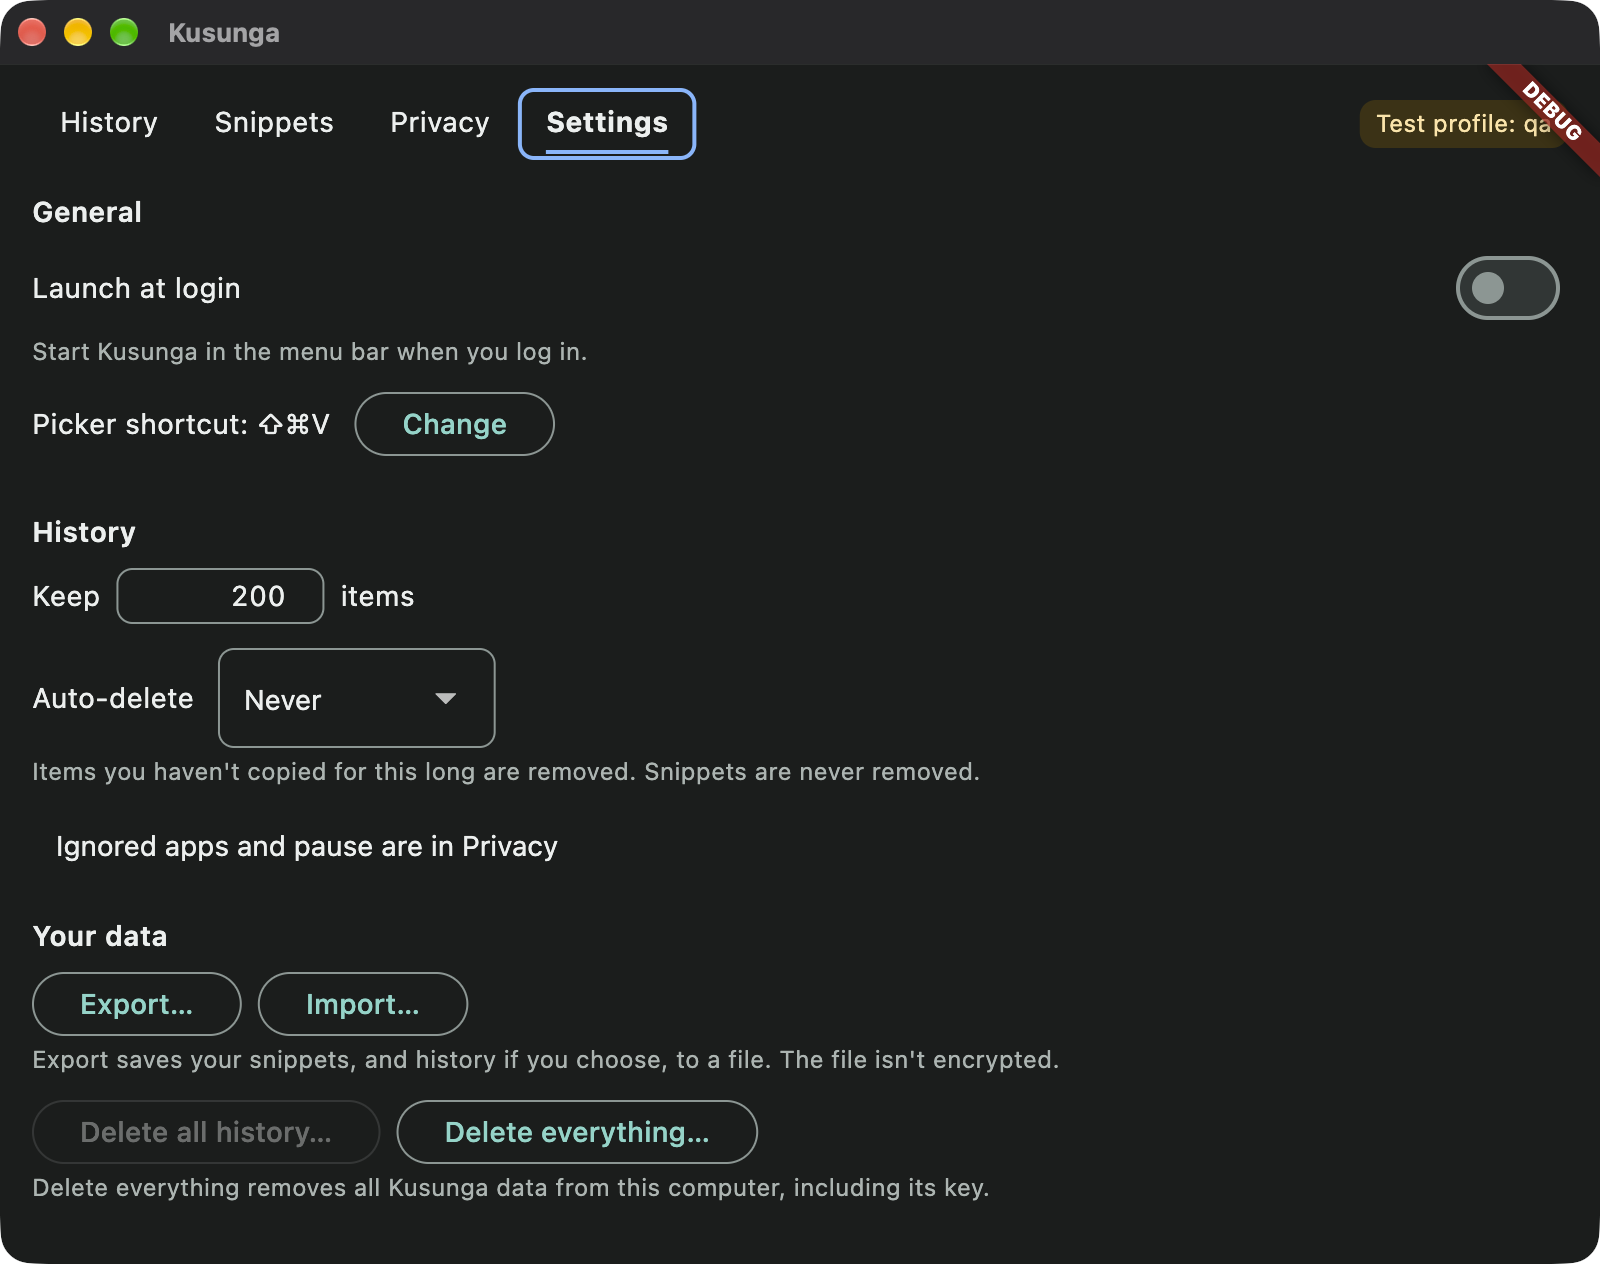 Kusunga
History Snippets Privacy Settings
Test profile: qa
DEBUG
General
Launch at login
Start Kusunga in the menu bar when you log in.
Picker shortcut: ⇧⌘V Change
History
Keep 200 items
Auto-delete Never
Items you haven't copied for this long are removed. Snippets are never removed.
Ignored apps and pause are in Privacy
Your data
Export... Import...
Export saves your snippets, and history if you choose, to a file. The file isn't encrypted.
Delete all history... Delete everything...
Delete everything removes all Kusunga data from this computer, including its key.